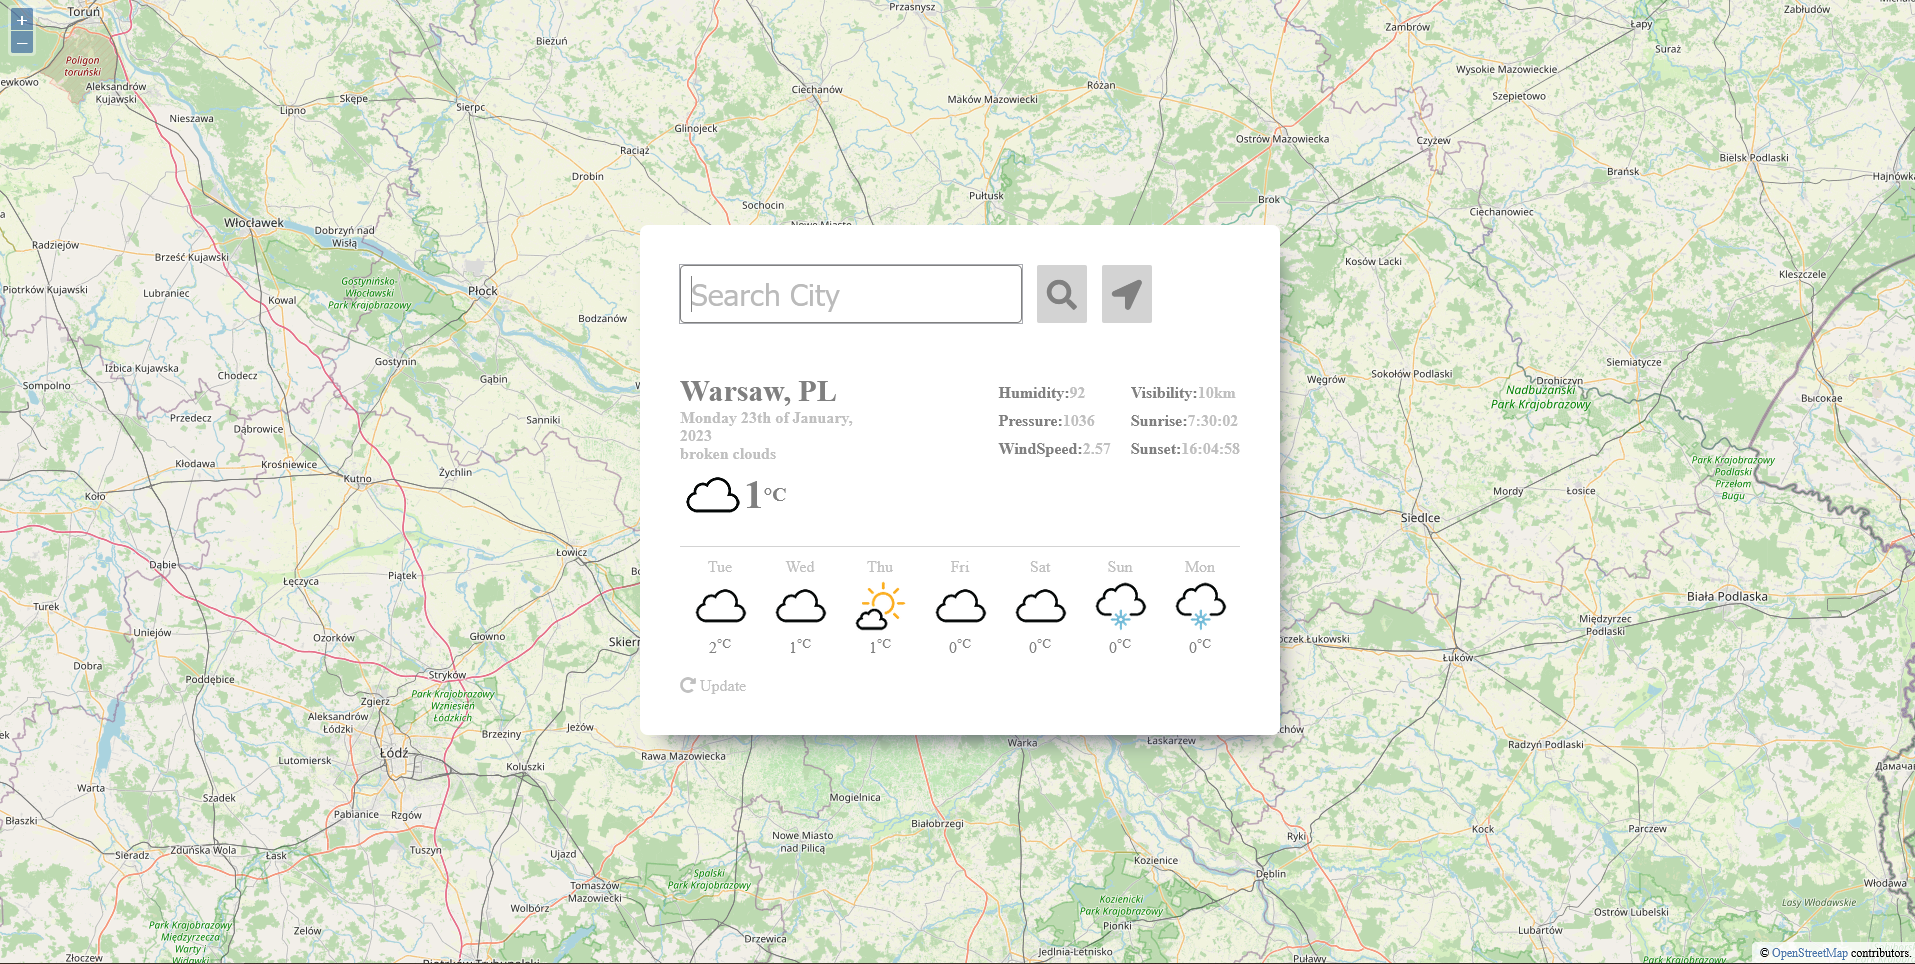 +
–
Toruń
Przasnysz
Zabłudów
Bieżuń
Zambrów
Łapy
Suraż
Poligon
toruński
Wysokie Mazowieckie
ewkowo
Aleksandrów
Kujawski
Skępe
Sierpc
Ciechanów
Maków Mazowiecki
Różan
Szepietowo
Lipno
Nieszawa
Glinojeck
Ostrów Mazowiecka
Czyżew
Raciąż
Bielsk Podlaski
Drobin
Brańsk
Hajnówka
Pułtusk
Sochocin
Brok
Ciechanowiec
Włocławek
Dobrzyń nad
Wisłą
Nowe Miasto
Radziejów
Brześć Kujawski
Kosów Lacki
Kleszczele
Piotrków Kujawski
Lubraniec
Gostynińsko-
Włocławski
Park Krajobrazowy
Kowal
Płock
Bodzanów
Search City
Izbica Kujawska
Chodecz
Gostynin
Gąbin
Sompolno
Siemiatycze
Węgrów
Sokołów Podlaski
Drohiczyn
Nadbużański
Park Krajobrazowy
Высокае
Przedecz
Dąbrowice
Sanniki
Warsaw, PL
Monday 23th of January,
2023
broken clouds
1°C
Humidity:92
Visibility:10km
Pressure:1036
Sunrise:7:30:02
WindSpeed:2.57
Sunset:16:04:58
Kłodawa
Krośniewice
Żychlin
Kutno
Koło
Park Krajobrazowy
Podlaski
Przełom
Bugu
Mordy
Łosice
Siedlce
Łowicz
Dąbie
Łęczyca
Piątek
Tue Wed Thu Fri Sat Sun Mon
2°C 1°C 1°C 0°C 0°C 0°C 0°C
Update
Turek
Uniejów
Ozorków
Głowno
Skier
Biała Podlaska
Międzyrzec
Podlaski
oczek Łukowski
Łuków
Dobra
Poddębice
Stryków
Park Krajobrazowy
Wzniesień
Łódzkich
Zgierz
Aleksandrów
Łódzki
Brzeziny
Jeżów
Łódź
Lutomiersk
Koluszki
Rawa Mazowiecka
Warka
Łaskarzew
chów
Radzyń Podlaski
Дамачав
Warta
Szadek
Mogielnica
Błaszki
Pabianice
Rzgów
Białobrzegi
Nowe Miasto
nad Pilicą
Ryki
Kock
Parczew
Sieradz
Zduńska Wola
Łask
Tuszyn
Ujazd
Kozienice
Dęblin
Spalski
Park Krajobrazowy
Tomaszów
Mazowiecki
Włodawa
Wolbórz
Kozienicki
Park Krajobrazowy
Pionki
Ostrów Lubelski
Lasy Włodawskie
Park Krajobrazowy
Międzyrzecza
Warty i
Widawki
Zelów
Drzewica
Lubartów
Złoczew
Piotrków Trybunalski
Jedlnia-Letnisko
Puławy
Park Krajobrazowy
© OpenStreetMap contributors.